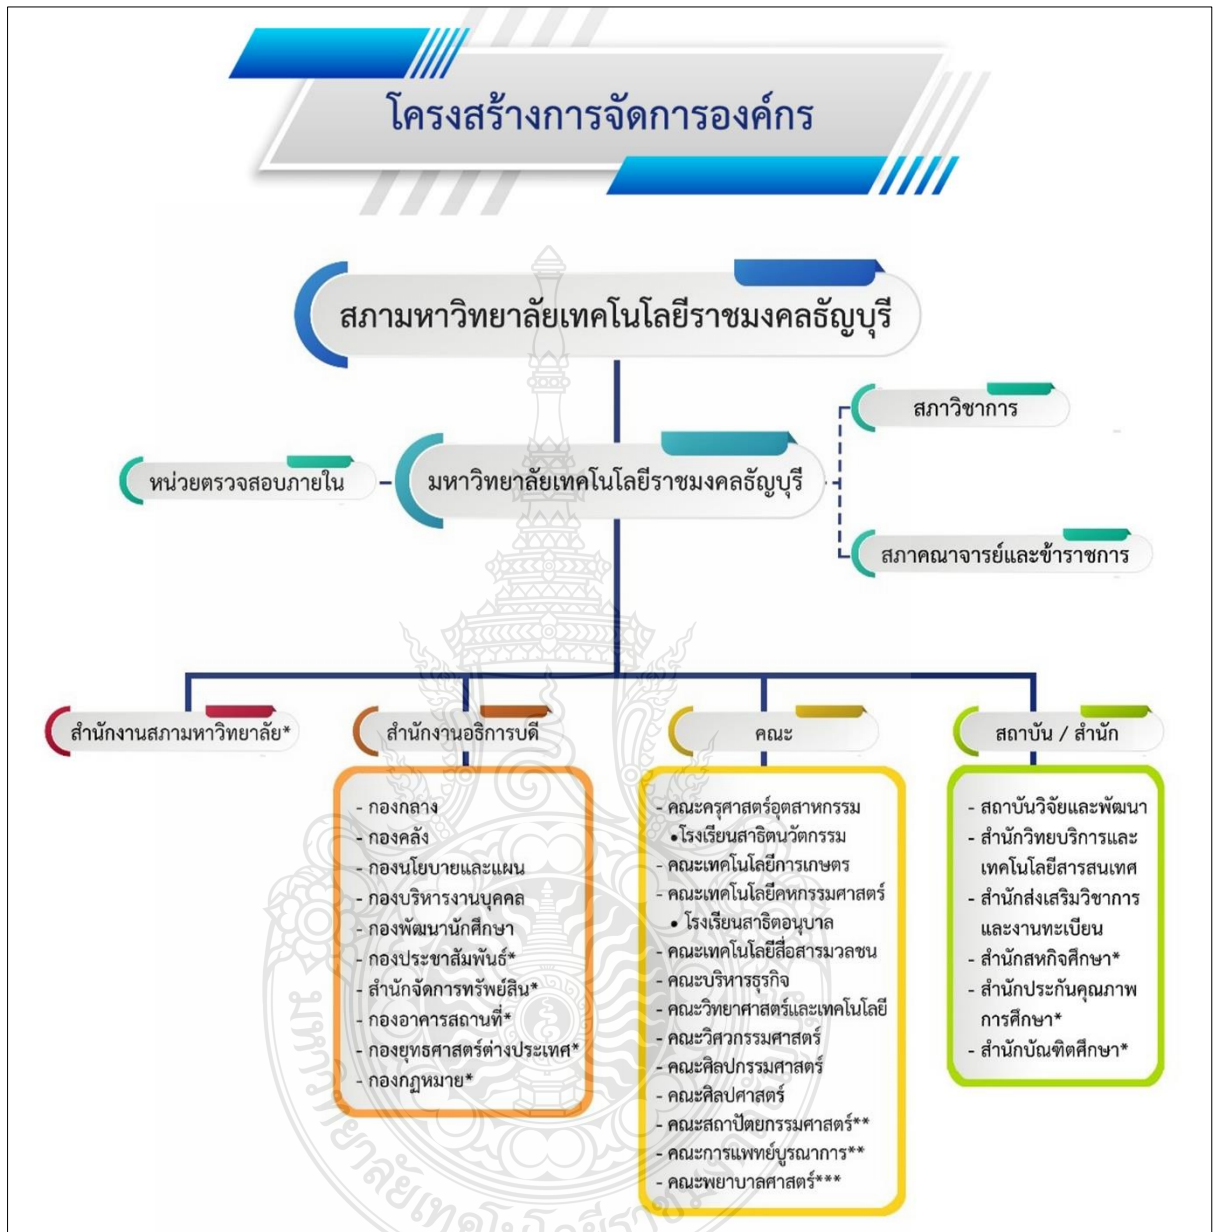 โครงสร้างการจัดการองค์กร
สภามหาวิทยาลัยเทคโนโลยีราชมงคลธัญบุรี
สภาวิชาการ
หน่วยตรวจสอบภายใน
มหาวิทยาลัยเทคโนโลยีราชมงคลธัญบุรี
สภาคณาจารย์และข้าราชการ
สำนักงานสภามหาวิทยาลัย*
สำนักงานอธิการบดี
- กองกลาง
- กองคลัง
- กองนโยบายและแผน
- กองบริหารงานบุคคล
- กองพัฒนานักศึกษา
- กองประชาสัมพันธ์*
- สำนักจัดการทรัพย์สิน*
- กองอาคารสถานที่*
- กองยุทธศาสตร์ต่างประเทศ*
- กองกฎหมาย*
คณะ
- คณะครุศาสตร์อุตสาหกรรม
• โรงเรียนสาธิตนวัตกรรม
- คณะเทคโนโลยีการเกษตร
- คณะเทคโนโลยีคหกรรมศาสตร์
• โรงเรียนสาธิตอนุบาล
- คณะเทคโนโลยีสื่อสารมวลชน
- คณะบริหารธุรกิจ
- คณะวิทยาศาสตร์และเทคโนโลยี
- คณะวิศวกรรมศาสตร์
- คณะศิลปกรรมศาสตร์
- คณะศิลปศาสตร์
- คณะสถาปัตยกรรมศาสตร์**
- คณะการแพทย์บูรณาการ**
- คณะพยาบาลศาสตร์***
สถาบัน / สำนัก
- สถาบันวิจัยและพัฒนา
- สำนักวิทยบริการและ
เทคโนโลยีสารสนเทศ
- สำนักส่งเสริมวิชาการ
และงานทะเบียน
- สำนักสหกิจศึกษา*
- สำนักประกันคุณภาพ
การศึกษา*
- สำนักบัณฑิตศึกษา*
มหาวิทยาลัยเทคโนโลยีราชมงคลธัญบุรี